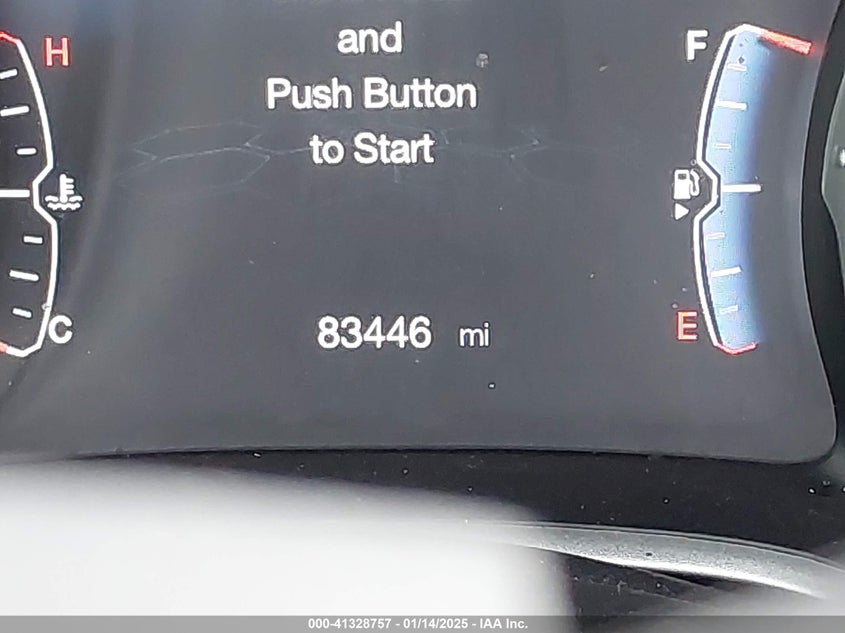 H
and
F
Push Button
to Start
83446 mi
E
C
000-41328757 - 01/14/2025 - IAA Inc.